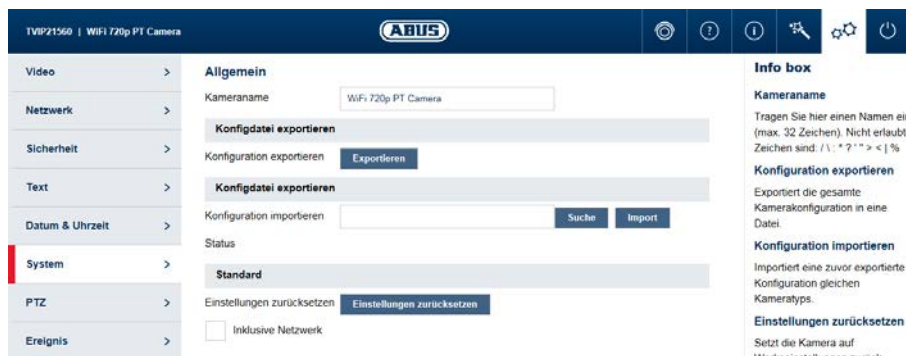 TVIP21560 | WiFi 720p PT Camera
ABUS
Video
Netzwerk
Sicherheit
Text
Datum & Uhrzeit
System
PTZ
Ereignis
Allgemein
Kameraname
WiFi 720p PT Camera
Konfigdatei exportieren
Konfiguration exportieren
Exportieren
Konfigdatei exportieren
Konfiguration importieren
Suche
Import
Status
Standard
Einstellungen zurücksetzen
Einstellungen zurücksetzen
Inklusive Netzwerk
Info box
Kameraname
Tragen Sie hier einen Namen ein
(max. 32 Zeichen). Nicht erlaubt
Zeichen sind: / \ : * ? ' " > < | %
Konfiguration exportieren
Exportiert die gesamte
Kamerakonfiguration in eine
Datei.
Konfiguration importieren
Importiert eine zuvor exportierte
Konfiguration gleichen
Kameratyps.
Einstellungen zurücksetzen
Setzt die Kamera auf